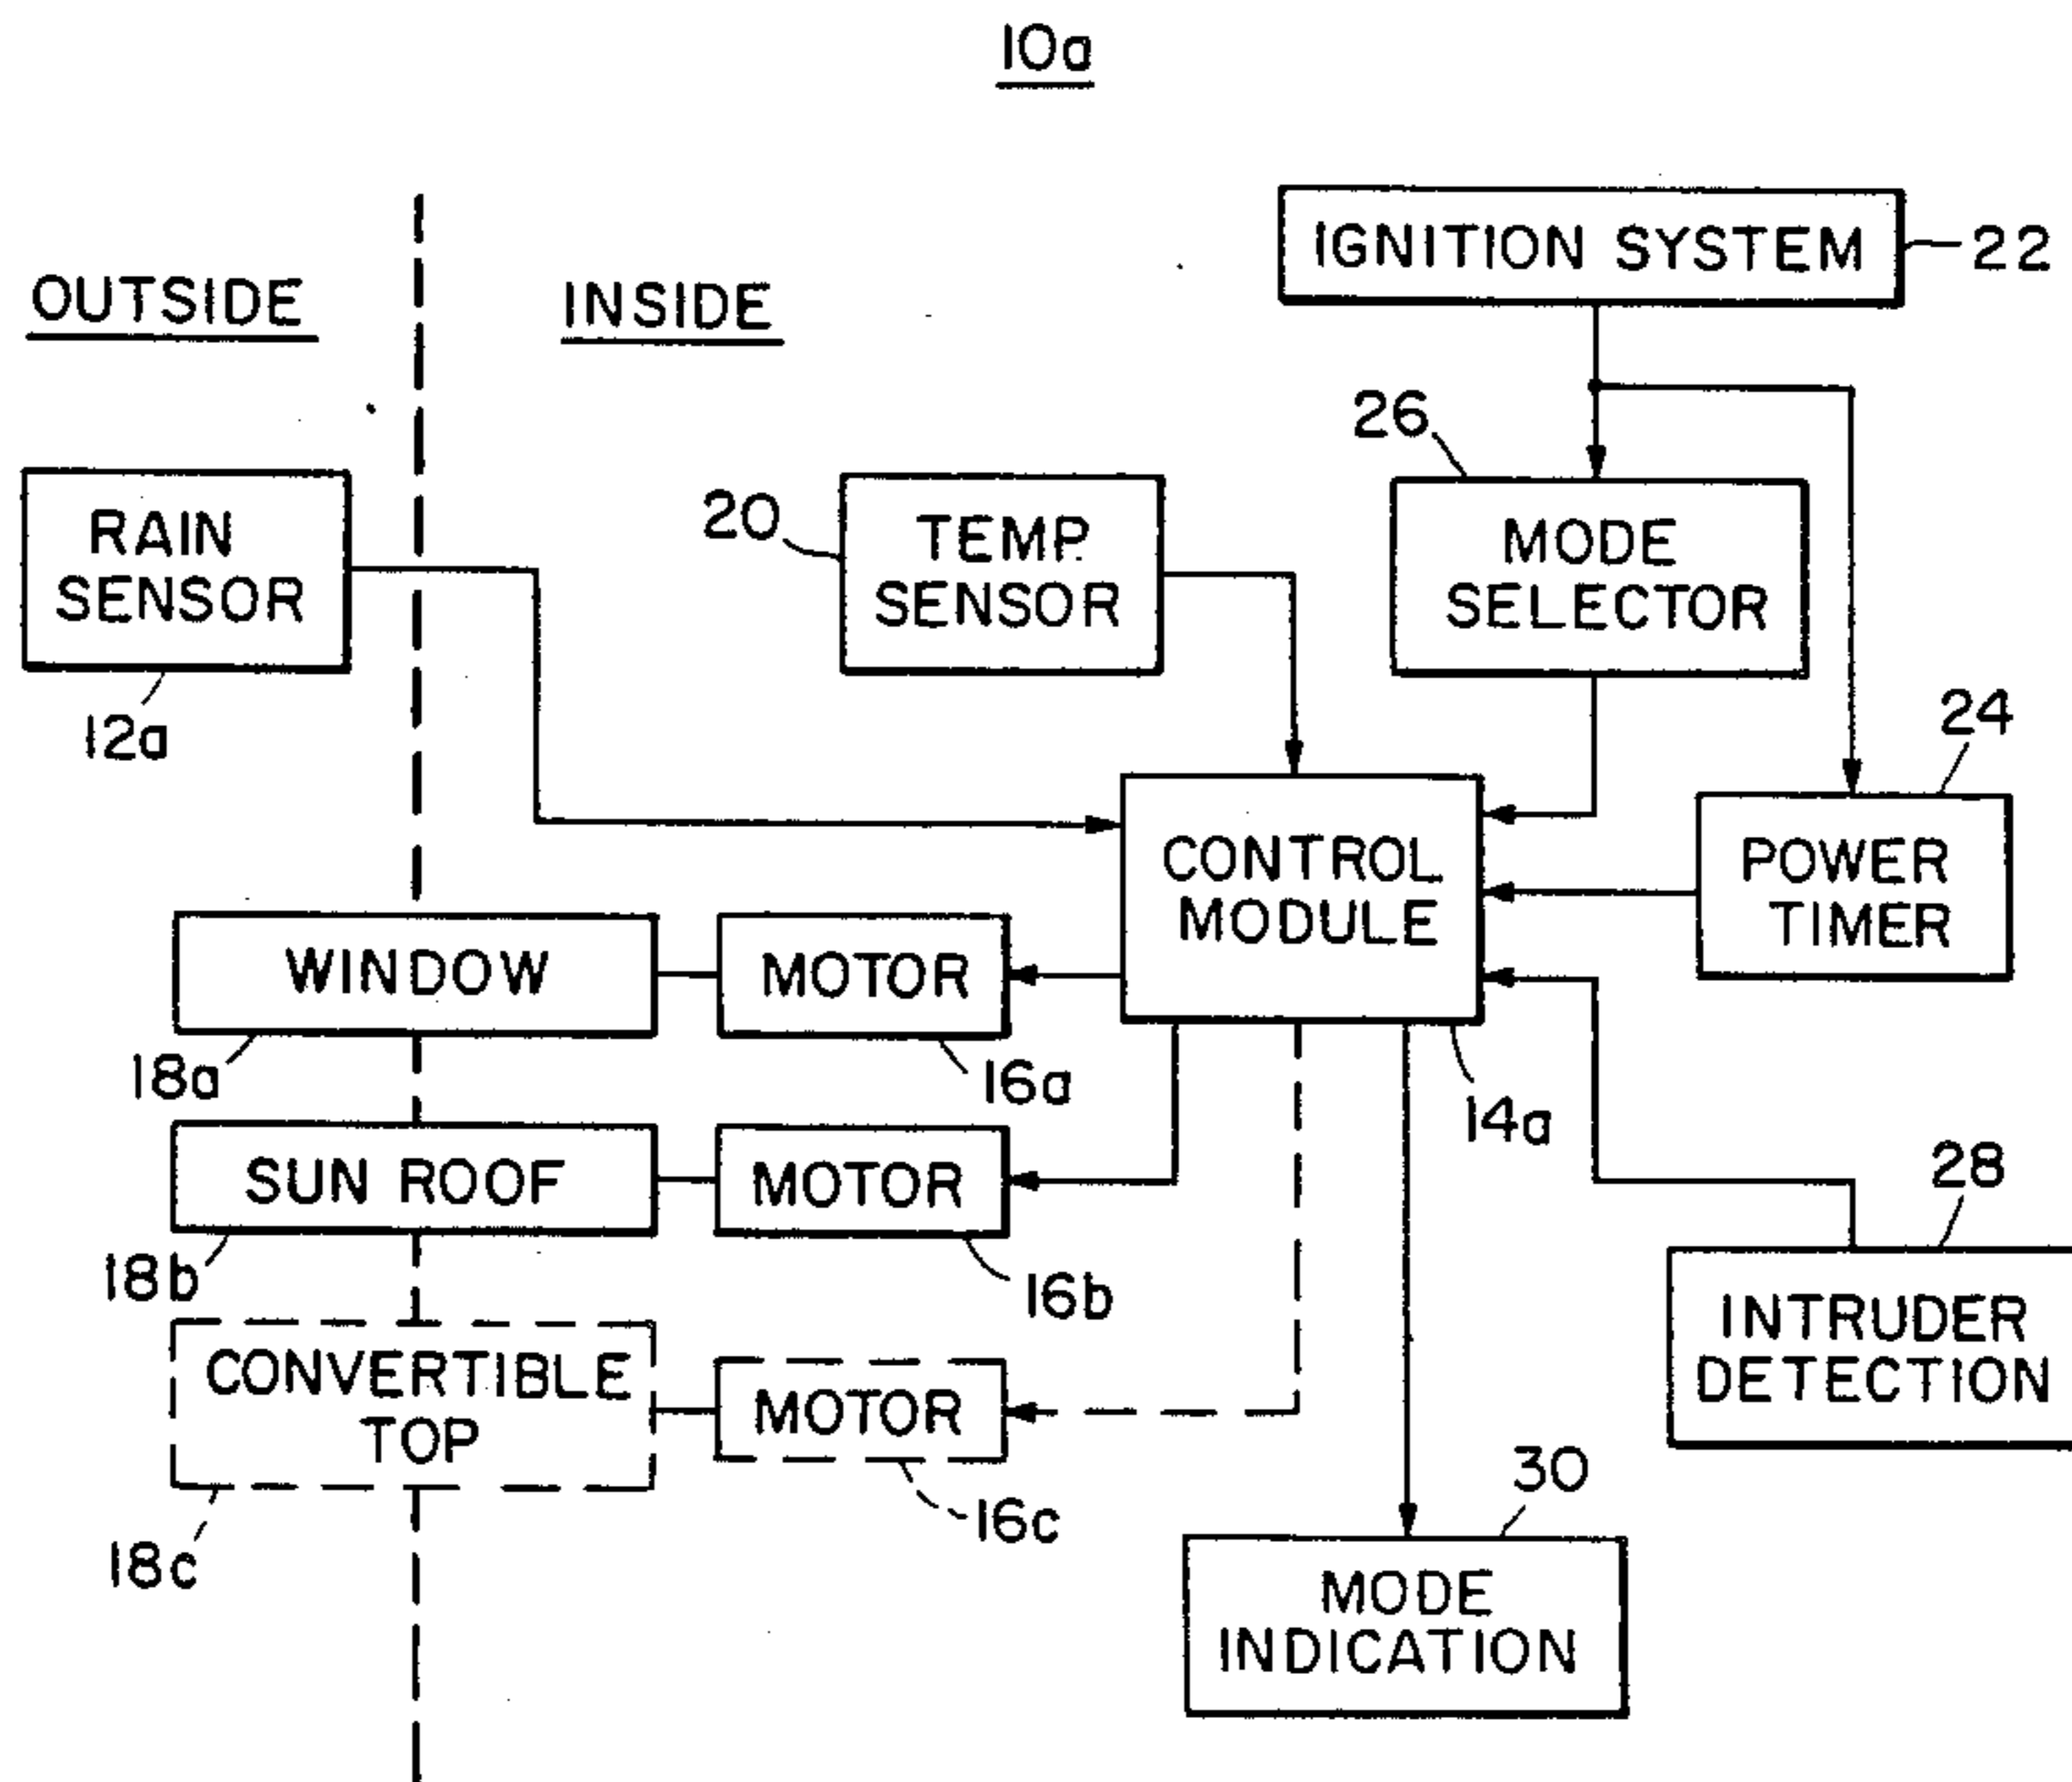 10a
OUTSIDE
INSIDE
IGNITION SYSTEM
22
26
RAIN
SENSOR
12a
20
TEMP.
SENSOR
MODE
SELECTOR
24
CONTROL
MODULE
14a
POWER
TIMER
WINDOW
18a
MOTOR
16a
SUN ROOF
18b
MOTOR
16b
28
INTRUDER
DETECTION
CONVERTIBLE
TOP
18c
MOTOR
16c
30
MODE
INDICATION